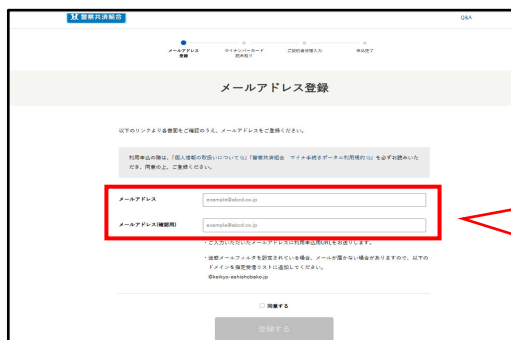 警察共済組合
Q&A
メールアドレス
登録
マイナンバーカード
読み取り
ご契約者情報入力
申込完了
メールアドレス登録
以下のリンクより各書面をご確認のうえ、メールアドレスをご登録ください。
利用申込の際は、「個人情報の取扱いについて」「警察共済組合 マイナ手続きポータル利用規約」を必ずお読みいた
だき、同意の上、ご登録ください。
メールアドレス
example@abcd.co.jp
メールアドレス(確認用)
example@abcd.co.jp
・ご入力いただいたメールアドレスに利用申込用URLをお送りします。
・迷惑メールフィルタを設定されている場合、メールが届かない場合がありますので、以下の
ドメインを指定受信リストに追加してください。
同意する
登録する